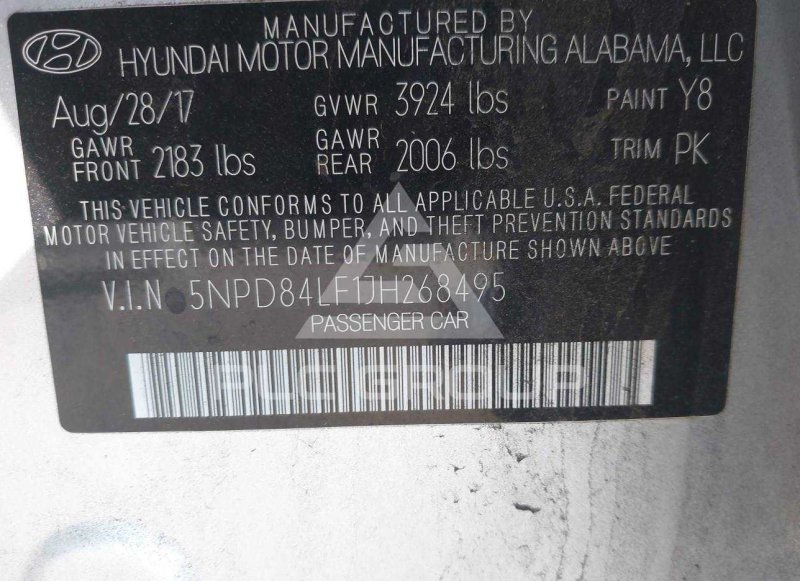 MANUFACTURED BY
HYUNDAI MOTOR MANUFACTURING ALABAMA, LLC
Aug/28/17 GVWR 3924 lbs PAINT Y8
GAWR FRONT 2183 lbs GAWR REAR 2006 lbs TRIM PK
THIS VEHICLE CONFORMS TO ALL APPLICABLE U.S.A. FEDERAL
MOTOR VEHICLE SAFETY, BUMPER, AND THEFT PREVENTION STANDARDS
IN EFFECT ON THE DATE OF MANUFACTURE SHOWN ABOVE
V.I.N 5NPD84LF1JH268495
PASSENGER CAR
PLC GROUP